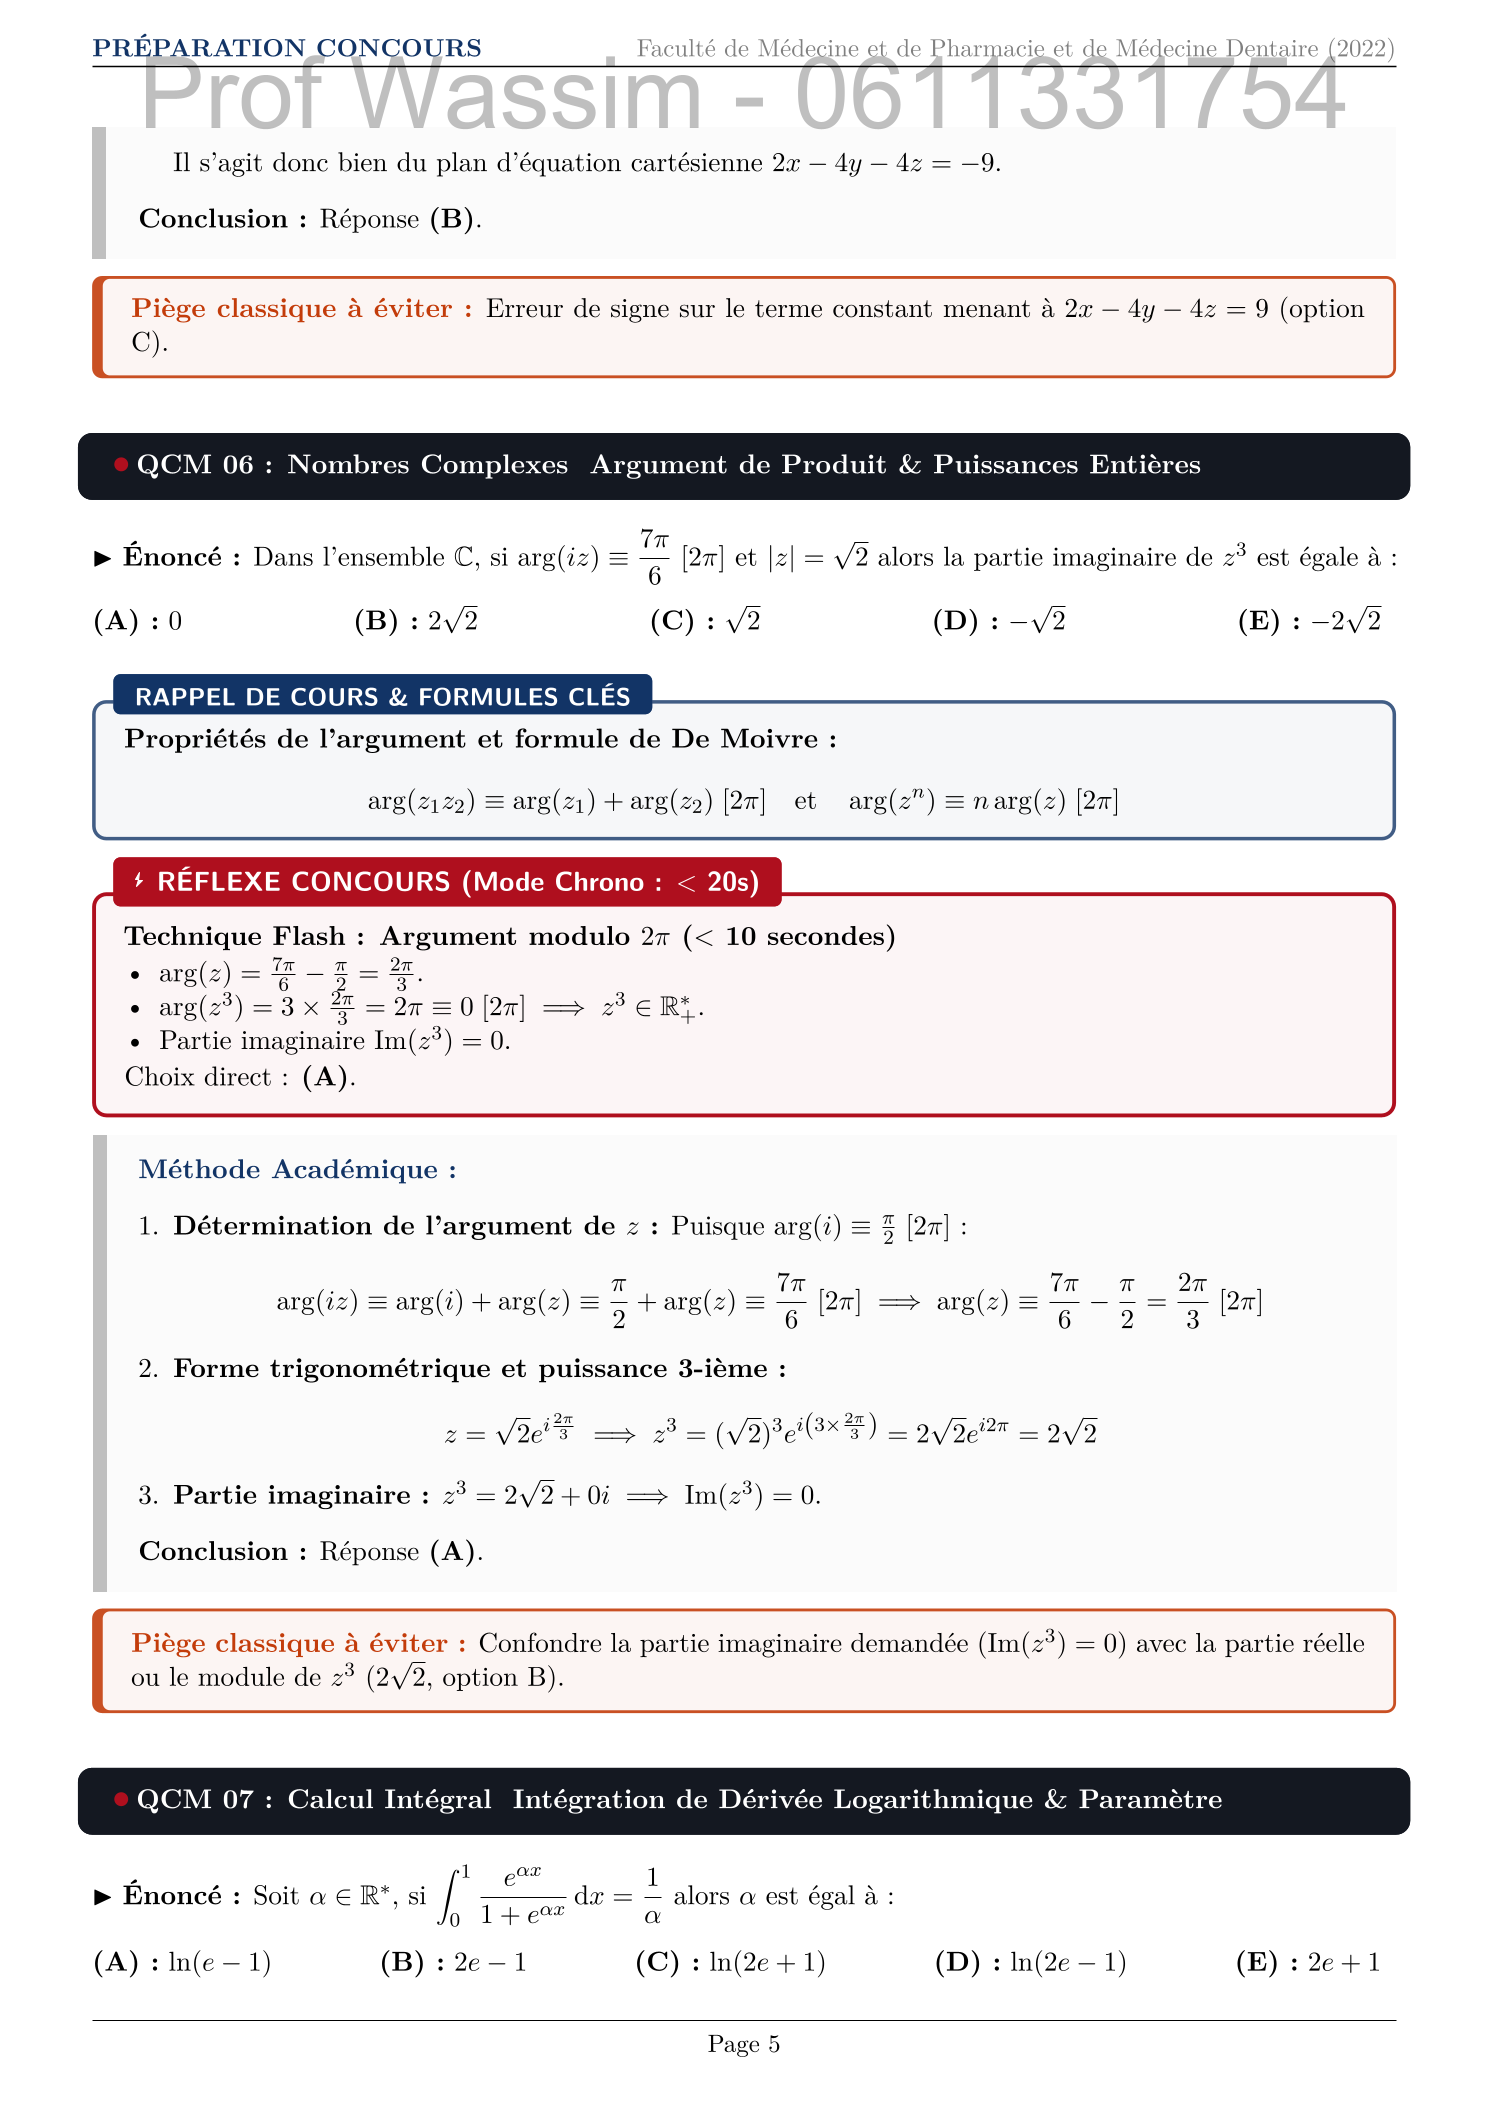 PRÉPARATION CONCOURS Faculté de Médecine et de Pharmacie et de Médecine Dentaire (2022)
Prof Wassim - 0611331754
Il s'agit donc bien du plan d'équation cartésienne 2x − 4y − 4z = −9.
Conclusion : Réponse (B).
Piège classique à éviter : Erreur de signe sur le terme constant menant à 2x − 4y − 4z = 9 (option
C).
• QCM 06 : Nombres Complexes Argument de Produit & Puissances Entières
▶ Énoncé : Dans l'ensemble ℂ, si arg(iz) ≡ 7π/6 [2π] et |z| = √2 alors la partie imaginaire de z³ est égale à :
(A) : 0 (B) : 2√2 (C) : √2 (D) : −√2 (E) : −2√2
RAPPEL DE COURS & FORMULES CLÉS
Propriétés de l'argument et formule de De Moivre :
arg(z₁z₂) ≡ arg(z₁) + arg(z₂) [2π] et arg(zⁿ) ≡ n arg(z) [2π]
⚡ RÉFLEXE CONCOURS (Mode Chrono : < 20s)
Technique Flash : Argument modulo 2π (< 10 secondes)
• arg(z) = 7π/6 − π/2 = 2π/3.
• arg(z³) = 3 × 2π/3 = 2π ≡ 0 [2π] ⟹ z³ ∈ ℝ₊*.
• Partie imaginaire Im(z³) = 0.
Choix direct : (A).
Méthode Académique :
1. Détermination de l'argument de z : Puisque arg(i) ≡ π/2 [2π] :
arg(iz) ≡ arg(i) + arg(z) ≡ π/2 + arg(z) ≡ 7π/6 [2π] ⟹ arg(z) ≡ 7π/6 − π/2 = 2π/3 [2π]
2. Forme trigonométrique et puissance 3-ième :
z = √2e^{i2π/3} ⟹ z³ = (√2)³e^{i(3×2π/3)} = 2√2e^{i2π} = 2√2
3. Partie imaginaire : z³ = 2√2 + 0i ⟹ Im(z³) = 0.
Conclusion : Réponse (A).
Piège classique à éviter : Confondre la partie imaginaire demandée (Im(z³) = 0) avec la partie réelle
ou le module de z³ (2√2, option B).
• QCM 07 : Calcul Intégral Intégration de Dérivée Logarithmique & Paramètre
▶ Énoncé : Soit α ∈ ℝ*, si ∫₀¹ e^{αx}/(1 + e^{αx}) dx = 1/α alors α est égal à :
(A) : ln(e − 1) (B) : 2e − 1 (C) : ln(2e + 1) (D) : ln(2e − 1) (E) : 2e + 1
Page 5